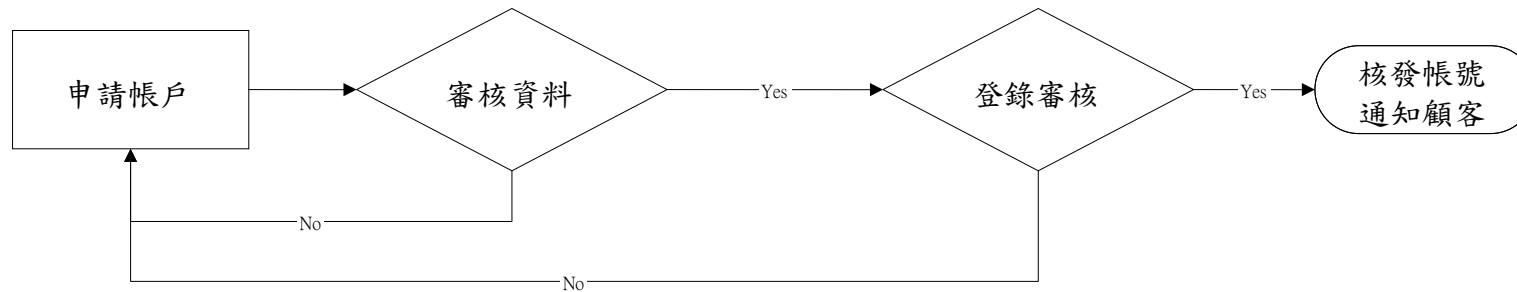 申請帳戶
審核資料
Yes
登錄審核
Yes
核發帳號
通知顧客
No
No